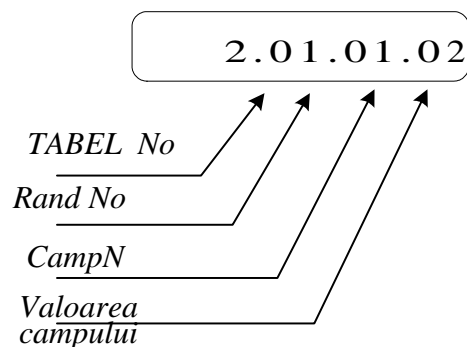 2.01.01.02
TABEL No
Rand No
CampN
Valoarea
campului